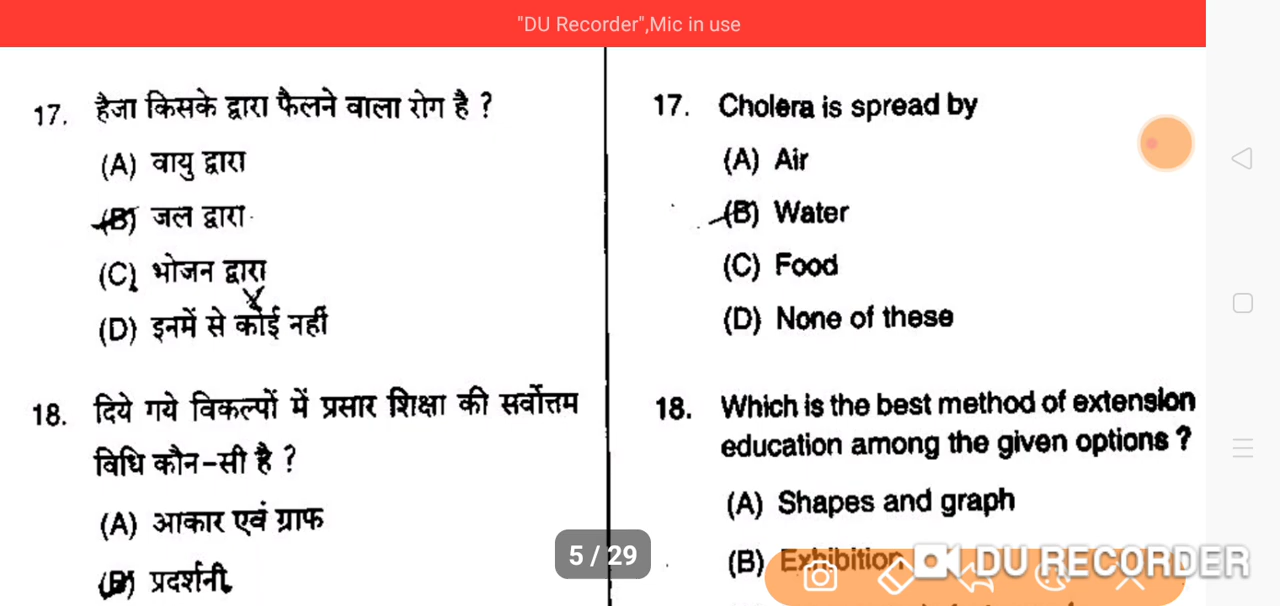 "DU Recorder",Mic in use
17. हैजा किसके द्वारा फैलने वाला रोग है ?
(A) वायु द्वारा
(B) जल द्वारा
(C) भोजन द्वारा
(D) इनमें से कोई नहीं
18. दिये गये विकल्पों में प्रसार शिक्षा की सर्वोत्तम
विधि कौन-सी है ?
(A) आकार एवं ग्राफ
(B) प्रदर्शनी
17. Cholera is spread by
(A) Air
(B) Water
(C) Food
(D) None of these
18. Which is the best method of extension
education among the given options ?
(A) Shapes and graph
(B) Exhibition
5 / 29
DU RECORDER